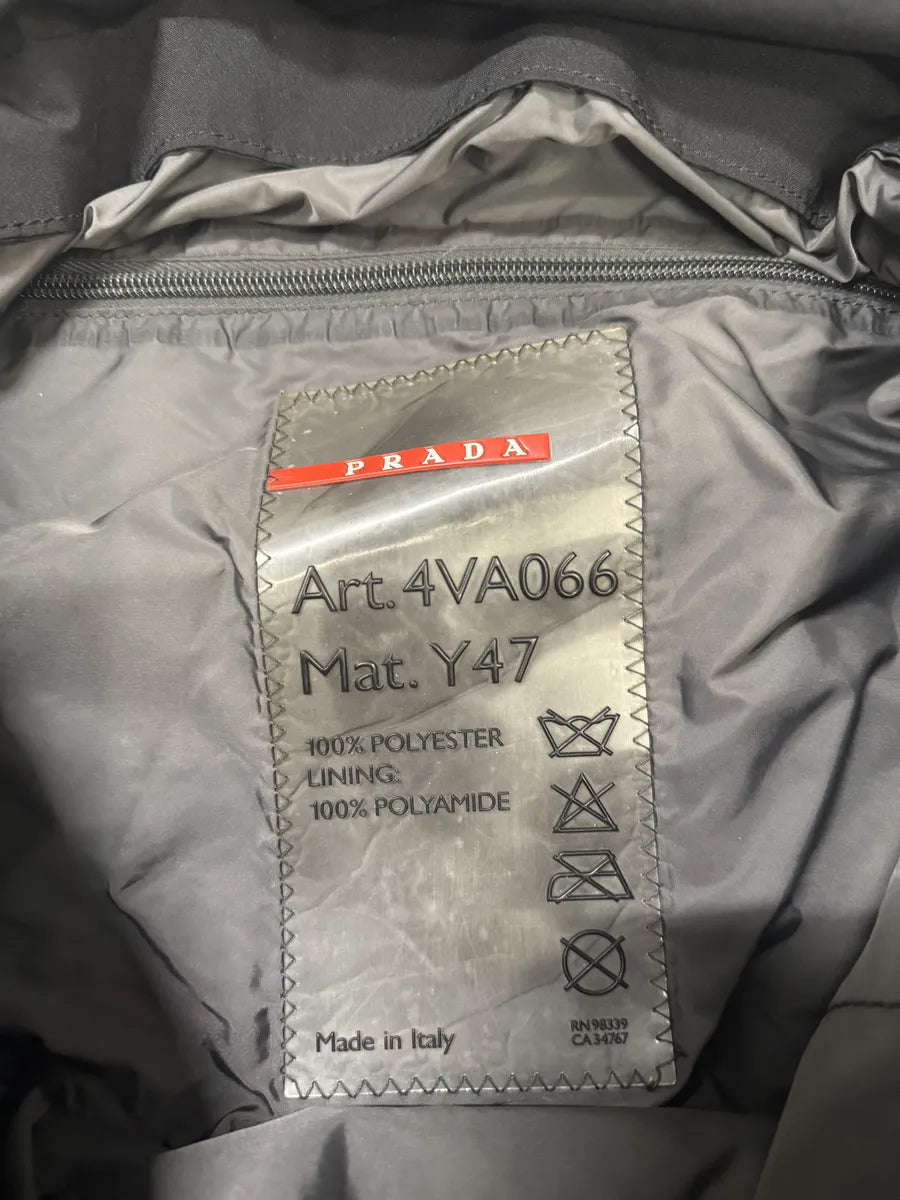 PRADA
Art. 4VA066
Mat. Y47
100% POLYESTER
LINING:
100% POLYAMIDE
Made in Italy
RN 98339
CA 34767